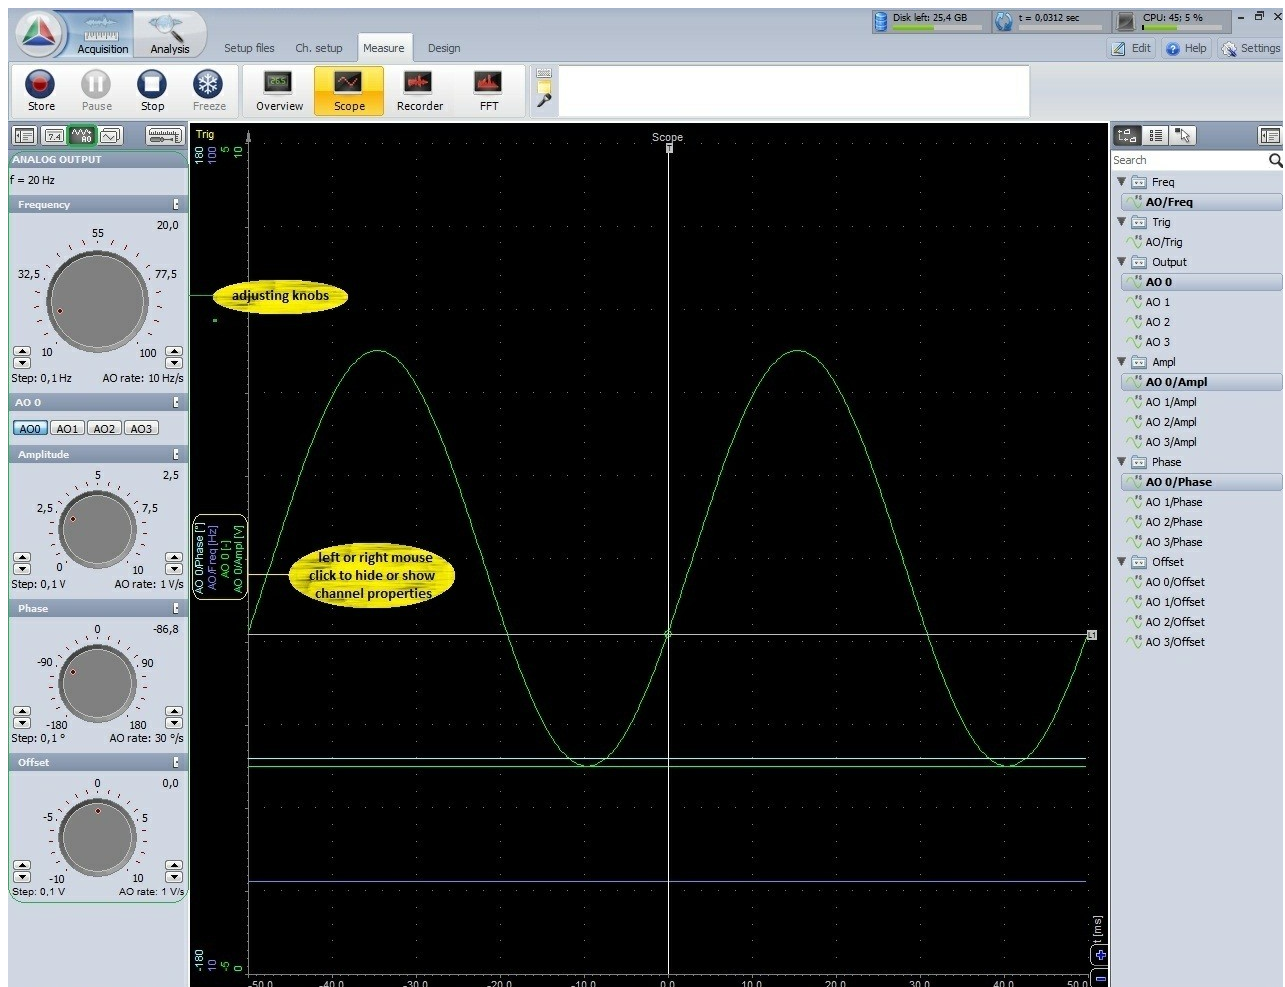 Disk left: 25,4 GB
t = 0,0312 sec
CPU: 45; 5 %
Acquisition
Analysis
Setup files
Ch. setup
Measure
Design
Edit
Help
Settings
Store
Pause
Stop
Freeze
Overview
Scope
Recorder
FFT
7.4
AO
ANALOG OUTPUT
f = 20 Hz
Frequency
20,0
55
32,5
77,5
10
100
Step: 0,1 Hz
AO rate: 10 Hz/s
AO 0
AO0
AO1
AO2
AO3
Amplitude
5
2,5
2,5
7,5
0
10
Step: 0,1 V
AO rate: 1 V/s
Phase
0
-86,8
-90
90
-180
180
Step: 0,1 °
AO rate: 30 °/s
Offset
0
0,0
-5
5
-10
10
Step: 0,1 V
AO rate: 1 V/s
Trig
180
100
5
10
Scope
T
adjusting knobs
left or right mouse
click to hide or show
channel properties
AO 0/Phase [°]
AO/Freq [Hz]
AO 0 [-]
AO 0/Ampl [V]
-180
10
-5
0
-50,0
-40,0
-30,0
-20,0
-10,0
0,0
10,0
20,0
30,0
40,0
50,0
t [ms]
Search
Freq
AO/Freq
Trig
AO/Trig
Output
AO 0
AO 1
AO 2
AO 3
Ampl
AO 0/Ampl
AO 1/Ampl
AO 2/Ampl
AO 3/Ampl
Phase
AO 0/Phase
AO 1/Phase
AO 2/Phase
AO 3/Phase
Offset
AO 0/Offset
AO 1/Offset
AO 2/Offset
AO 3/Offset